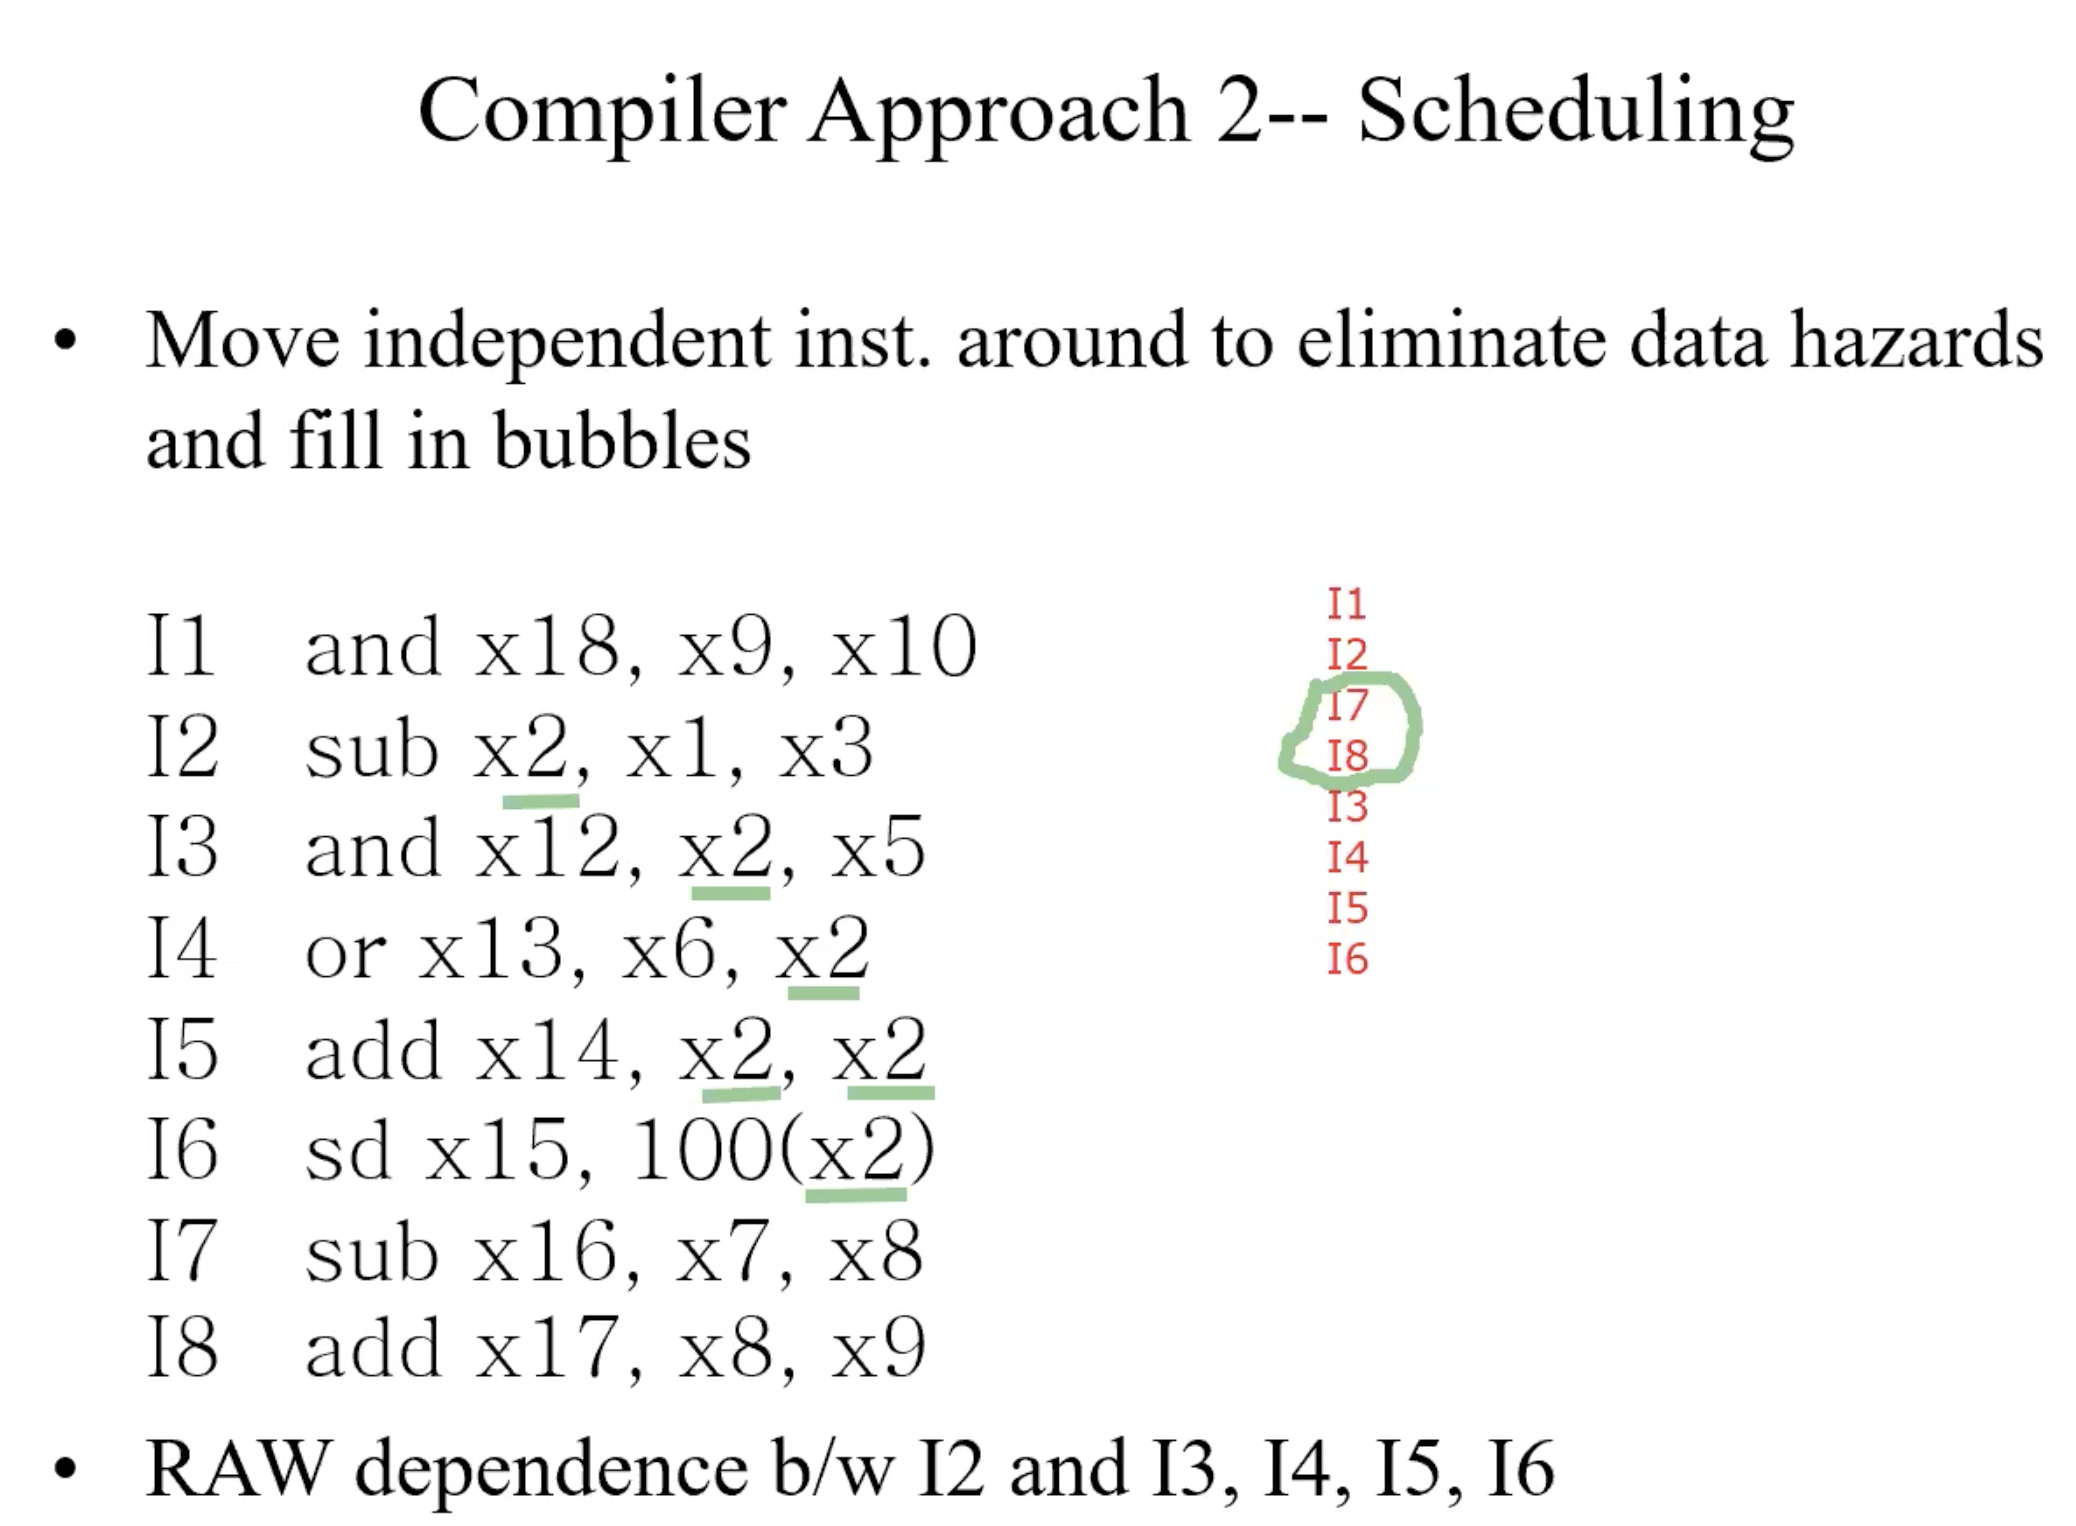 Compiler Approach 2-- Scheduling
• Move independent inst. around to eliminate data hazards
and fill in bubbles
I1 and x18, x9, x10
I2 sub x2, x1, x3
I3 and x12, x2, x5
I4 or x13, x6, x2
I5 add x14, x2, x2
I6 sd x15, 100(x2)
I7 sub x16, x7, x8
I8 add x17, x8, x9
I1
I2
I7
I8
I3
I4
I5
I6
• RAW dependence b/w I2 and I3, I4, I5, I6